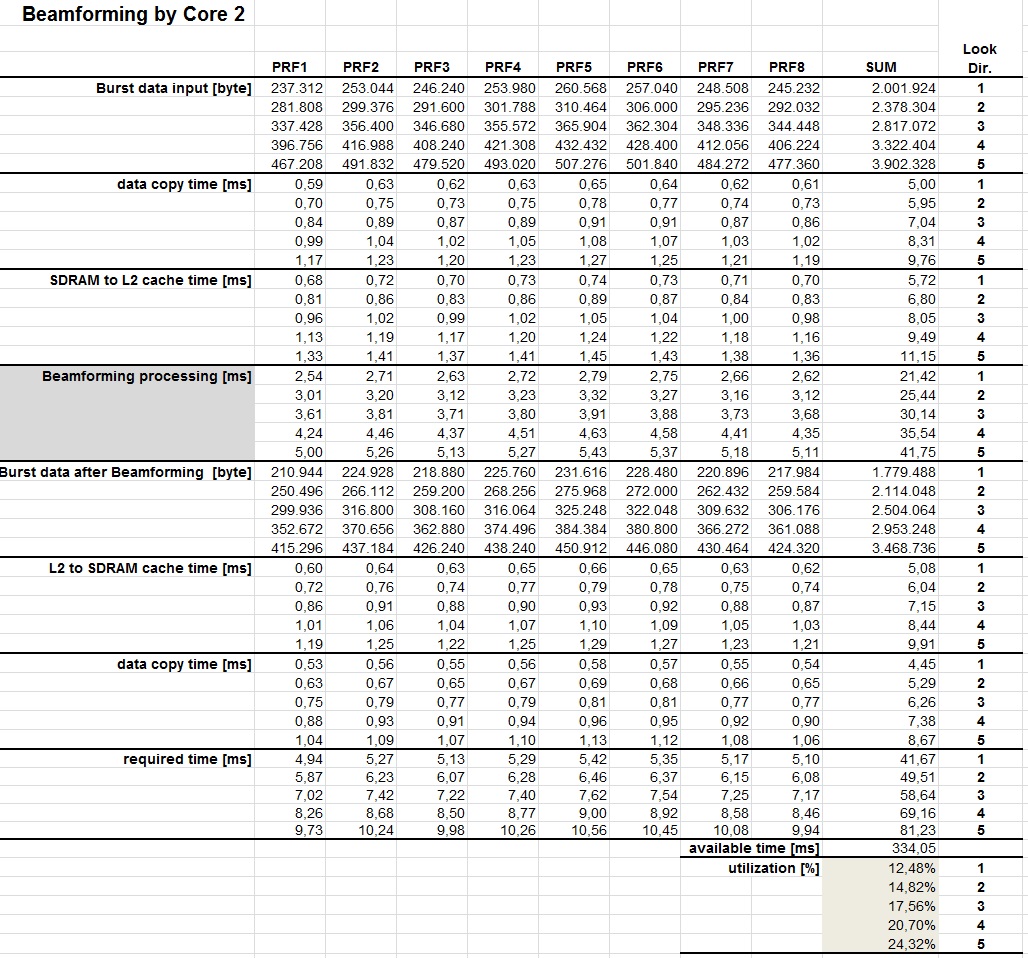 Beamforming by Core 2
Look
PRF1 PRF2 PRF3 PRF4 PRF5 PRF6 PRF7 PRF8 SUM Dir.
Burst data input [byte] 237.312 253.044 246.240 253.980 260.568 257.040 248.508 245.232 2.001.924 1
281.808 299.376 291.600 301.788 310.464 306.000 295.236 292.032 2.378.304 2
337.428 356.400 346.680 355.572 365.904 362.304 348.336 344.448 2.817.072 3
396.756 416.988 408.240 421.308 432.432 428.400 412.056 406.224 3.322.404 4
467.208 491.832 479.520 493.020 507.276 501.840 484.272 477.360 3.902.328 5
data copy time [ms] 0,59 0,63 0,62 0,63 0,65 0,64 0,62 0,61 5,00 1
0,70 0,75 0,73 0,75 0,78 0,77 0,74 0,73 5,95 2
0,84 0,89 0,87 0,89 0,91 0,91 0,87 0,86 7,04 3
0,99 1,04 1,02 1,05 1,08 1,07 1,03 1,02 8,31 4
1,17 1,23 1,20 1,23 1,27 1,25 1,21 1,19 9,76 5
SDRAM to L2 cache time [ms] 0,68 0,72 0,70 0,73 0,74 0,73 0,71 0,70 5,72 1
0,81 0,86 0,83 0,86 0,89 0,87 0,84 0,83 6,80 2
0,96 1,02 0,99 1,02 1,05 1,04 1,00 0,98 8,05 3
1,13 1,19 1,17 1,20 1,24 1,22 1,18 1,16 9,49 4
1,33 1,41 1,37 1,41 1,45 1,43 1,38 1,36 11,15 5
Beamforming processing [ms] 2,54 2,71 2,63 2,72 2,79 2,75 2,66 2,62 21,42 1
3,01 3,20 3,12 3,23 3,32 3,27 3,16 3,12 25,44 2
3,61 3,81 3,71 3,80 3,91 3,88 3,73 3,68 30,14 3
4,24 4,46 4,37 4,51 4,63 4,58 4,41 4,35 35,54 4
5,00 5,26 5,13 5,27 5,43 5,37 5,18 5,11 41,75 5
Burst data after Beamforming [byte] 210.944 224.928 218.880 225.760 231.616 228.480 220.896 217.984 1.779.488 1
250.496 266.112 259.200 268.256 275.968 272.000 262.432 259.584 2.114.048 2
299.936 316.800 308.160 316.064 325.248 322.048 309.632 306.176 2.504.064 3
352.672 370.656 362.880 374.496 384.384 380.800 366.272 361.088 2.953.248 4
415.296 437.184 426.240 438.240 450.912 446.080 430.464 424.320 3.468.736 5
L2 to SDRAM cache time [ms] 0,60 0,64 0,63 0,65 0,66 0,65 0,63 0,62 5,08 1
0,72 0,76 0,74 0,77 0,79 0,78 0,75 0,74 6,04 2
0,86 0,91 0,88 0,90 0,93 0,92 0,88 0,87 7,15 3
1,01 1,06 1,04 1,07 1,10 1,09 1,05 1,03 8,44 4
1,19 1,25 1,22 1,25 1,29 1,27 1,23 1,21 9,91 5
data copy time [ms] 0,53 0,56 0,55 0,56 0,58 0,57 0,55 0,54 4,45 1
0,63 0,67 0,65 0,67 0,69 0,68 0,66 0,65 5,29 2
0,75 0,79 0,77 0,79 0,81 0,81 0,77 0,77 6,26 3
0,88 0,93 0,91 0,94 0,96 0,95 0,92 0,90 7,38 4
1,04 1,09 1,07 1,10 1,13 1,12 1,08 1,06 8,67 5
required time [ms] 4,94 5,27 5,13 5,29 5,42 5,35 5,17 5,10 41,67 1
5,87 6,23 6,07 6,28 6,46 6,37 6,15 6,08 49,51 2
7,02 7,42 7,22 7,40 7,62 7,54 7,25 7,17 58,64 3
8,26 8,68 8,50 8,77 9,00 8,92 8,58 8,46 69,16 4
9,73 10,24 9,98 10,26 10,56 10,45 10,08 9,94 81,23 5
available time [ms] 334,05
utilization [%] 12,48% 1
14,82% 2
17,56% 3
20,70% 4
24,32% 5